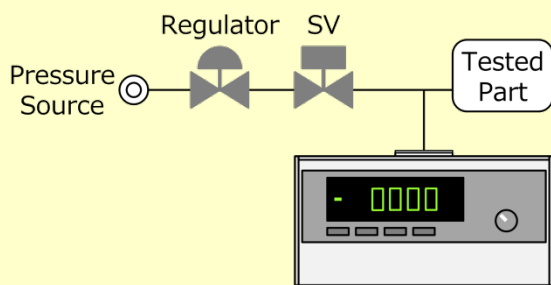 Regulator SV
Pressure
Source
Tested
Part
- 0000